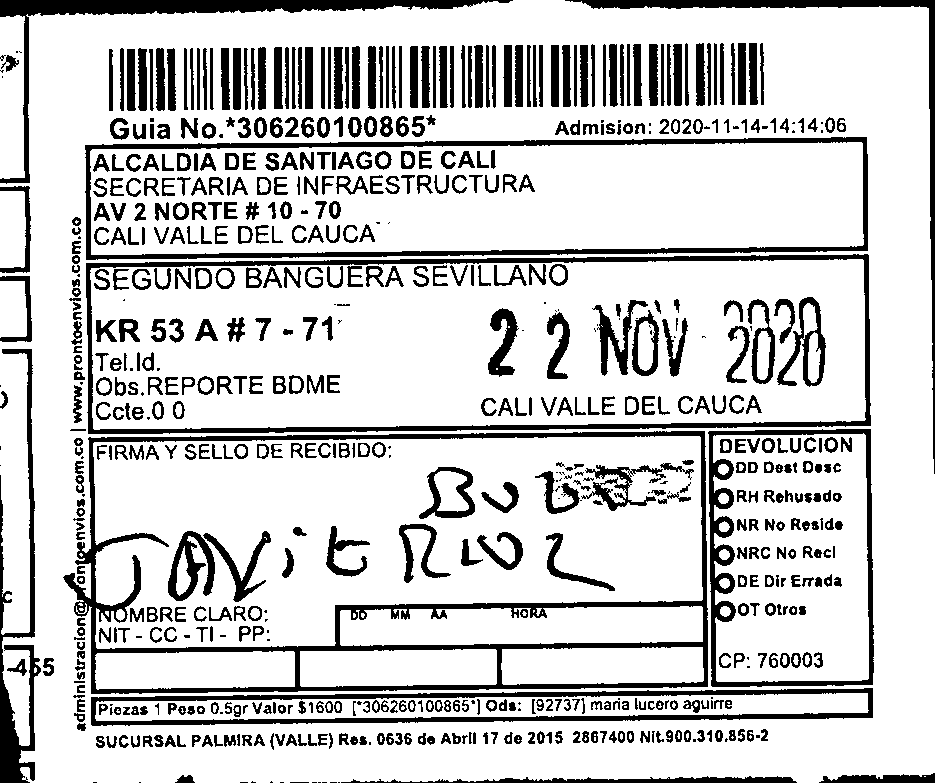 Guia No.*306260100865*
Admision: 2020-11-14-14:14:06
ALCALDIA DE SANTIAGO DE CALI
SECRETARIA DE INFRAESTRUCTURA
AV 2 NORTE # 10 - 70
CALI VALLE DEL CAUCA
SEGUNDO BANGUERA SEVILLANO
KR 53 A # 7 - 71
22 NOV 2020
Tel.Id.
Obs.REPORTE BDME
Ccte.0 0
CALI VALLE DEL CAUCA
administracion@prontoenvios.com.co | www.prontoenvios.com.co
FIRMA Y SELLO DE RECIBIDO:
NOMBRE CLARO:
NIT - CC - TI - PP:
DD MM AA HORA
DEVOLUCION
DD Dest Desc
RH Rehusado
NR No Reside
NRC No Recl
DE Dir Errada
OT Otros
CP: 760003
Piezas 1 Peso 0.5gr Valor $1600 [*306260100865*] Ods: [92737] maria lucero aguirre
SUCURSAL PALMIRA (VALLE) Res. 0636 de Abril 17 de 2015 2867400 Nit.900.310.856-2
-455